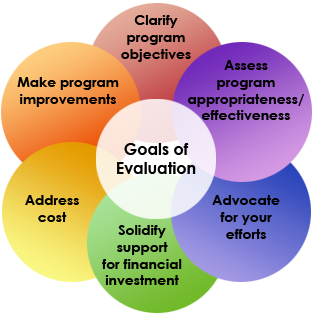 Clarify
program
objectives
Assess
program
appropriateness/
effectiveness
Advocate
for your
efforts
Solidify
support
for financial
investment
Address
cost
Make program
improvements
Goals of
Evaluation